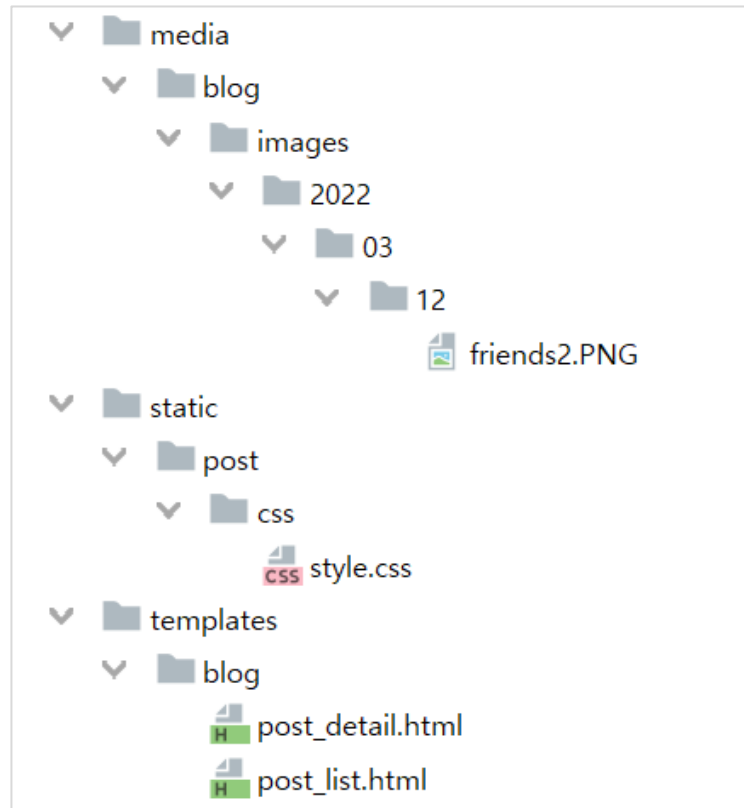 media
blog
images
2022
03
12
friends2.PNG
static
post
css
CSS style.css
templates
blog
H post_detail.html
H post_list.html